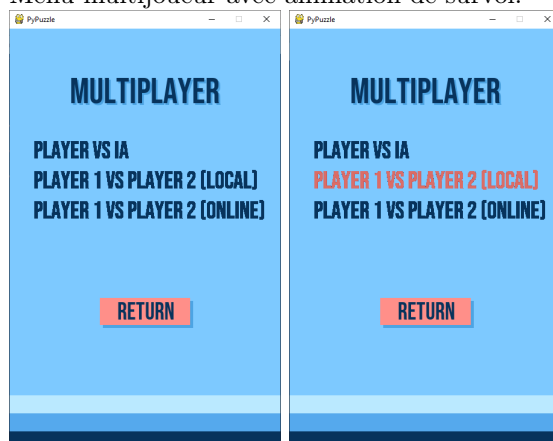 Menu multijoueur avec animation de survol.
PyPuzzle
MULTIPLAYER
PLAYER VS IA
PLAYER 1 VS PLAYER 2 (LOCAL)
PLAYER 1 VS PLAYER 2 (ONLINE)
RETURN
PyPuzzle
MULTIPLAYER
PLAYER VS IA
PLAYER 1 VS PLAYER 2 (LOCAL)
PLAYER 1 VS PLAYER 2 (ONLINE)
RETURN